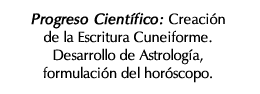 Progreso Científico: Creación
de la Escritura Cuneiforme.
Desarrollo de Astrología,
formulación del horóscopo.